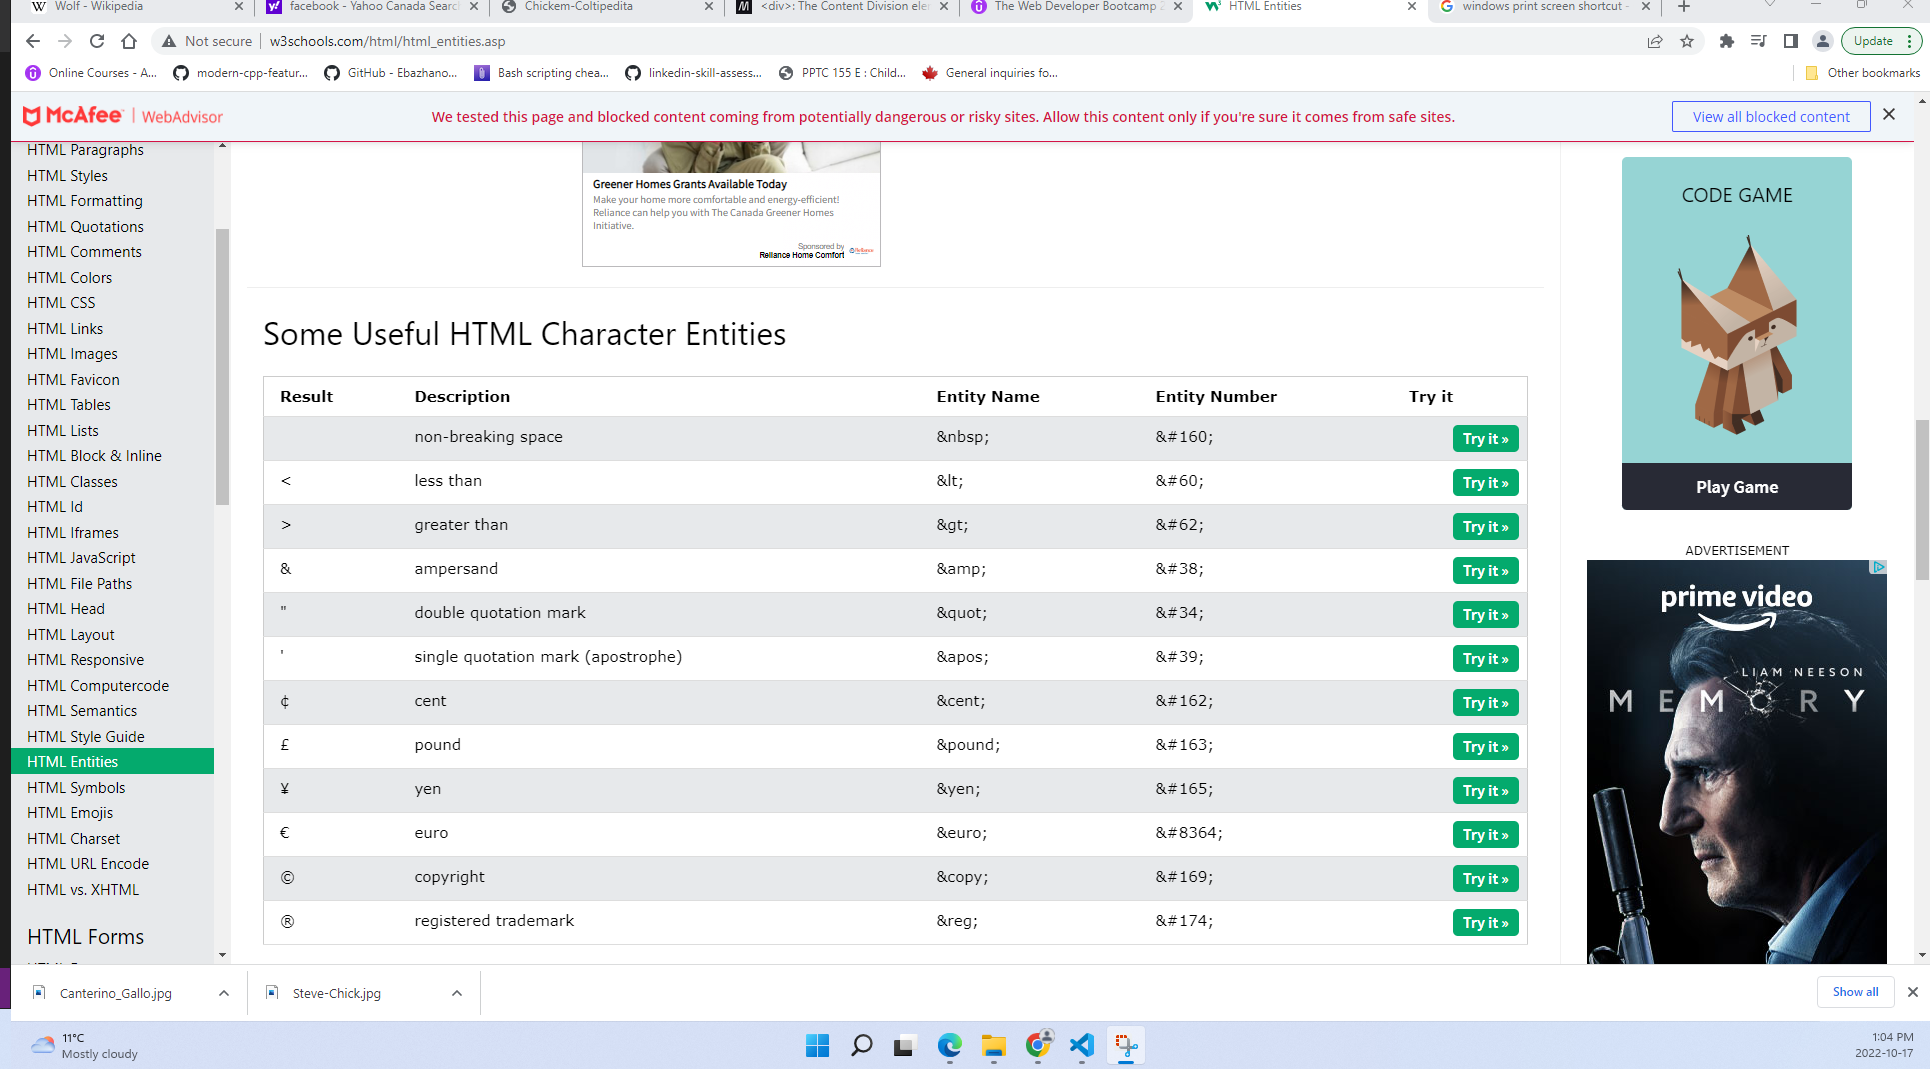 Wolf - Wikipedia
facebook - Yahoo Canada Searc
Chickem-Coltipedita
<div>: The Content Division eler
The Web Developer Bootcamp 2
HTML Entities
windows print screen shortcut -
Not secure | w3schools.com/html/html_entities.asp
Update
Online Courses - A...
modern-cpp-featur...
GitHub - Ebazhano...
Bash scripting chea...
linkedin-skill-assess...
PPTC 155 E : Child...
General inquiries fo...
Other bookmarks
McAfee | WebAdvisor
We tested this page and blocked content coming from potentially dangerous or risky sites. Allow this content only if you're sure it comes from safe sites.
View all blocked content
HTML Paragraphs
HTML Styles
HTML Formatting
HTML Quotations
HTML Comments
HTML Colors
HTML CSS
HTML Links
HTML Images
HTML Favicon
HTML Tables
HTML Lists
HTML Block & Inline
HTML Classes
HTML Id
HTML Iframes
HTML JavaScript
HTML File Paths
HTML Head
HTML Layout
HTML Responsive
HTML Computercode
HTML Semantics
HTML Style Guide
HTML Entities
HTML Symbols
HTML Emojis
HTML Charset
HTML URL Encode
HTML vs. XHTML
HTML Forms
Greener Homes Grants Available Today
Make your home more comfortable and energy-efficient!
Reliance can help you with The Canada Greener Homes
Initiative.
Sponsored by
Reliance Home Comfort
Some Useful HTML Character Entities
Result Description Entity Name Entity Number Try it
non-breaking space &nbsp; &#160; Try it »
< less than &lt; &#60; Try it »
> greater than &gt; &#62; Try it »
& ampersand &amp; &#38; Try it »
" double quotation mark &quot; &#34; Try it »
' single quotation mark (apostrophe) &apos; &#39; Try it »
¢ cent &cent; &#162; Try it »
£ pound &pound; &#163; Try it »
¥ yen &yen; &#165; Try it »
€ euro &euro; &#8364; Try it »
© copyright &copy; &#169; Try it »
® registered trademark &reg; &#174; Try it »
CODE GAME
Play Game
ADVERTISEMENT
prime video
LIAM NEESON
MEMORY
Canterino_Gallo.jpg
Steve-Chick.jpg
Show all
11°C
Mostly cloudy
1:04 PM
2022-10-17